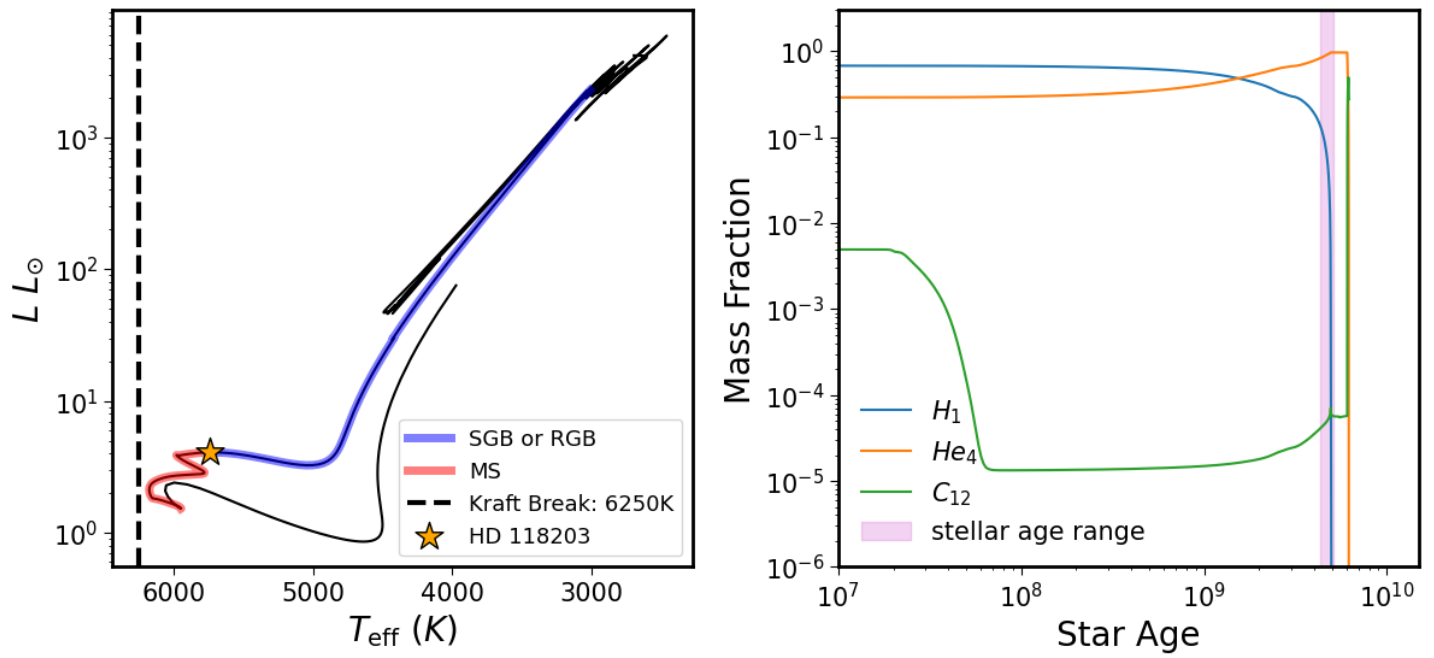 10³
10²
10¹
10⁰
L L⊙
6000 5000 4000 3000
T_eff (K)
SGB or RGB
MS
Kraft Break: 6250K
HD 118203
10⁰
10⁻¹
10⁻²
10⁻³
10⁻⁴
10⁻⁵
10⁻⁶
Mass Fraction
H₁
He₄
C₁₂
stellar age range
10⁷ 10⁸ 10⁹ 10¹⁰
Star Age